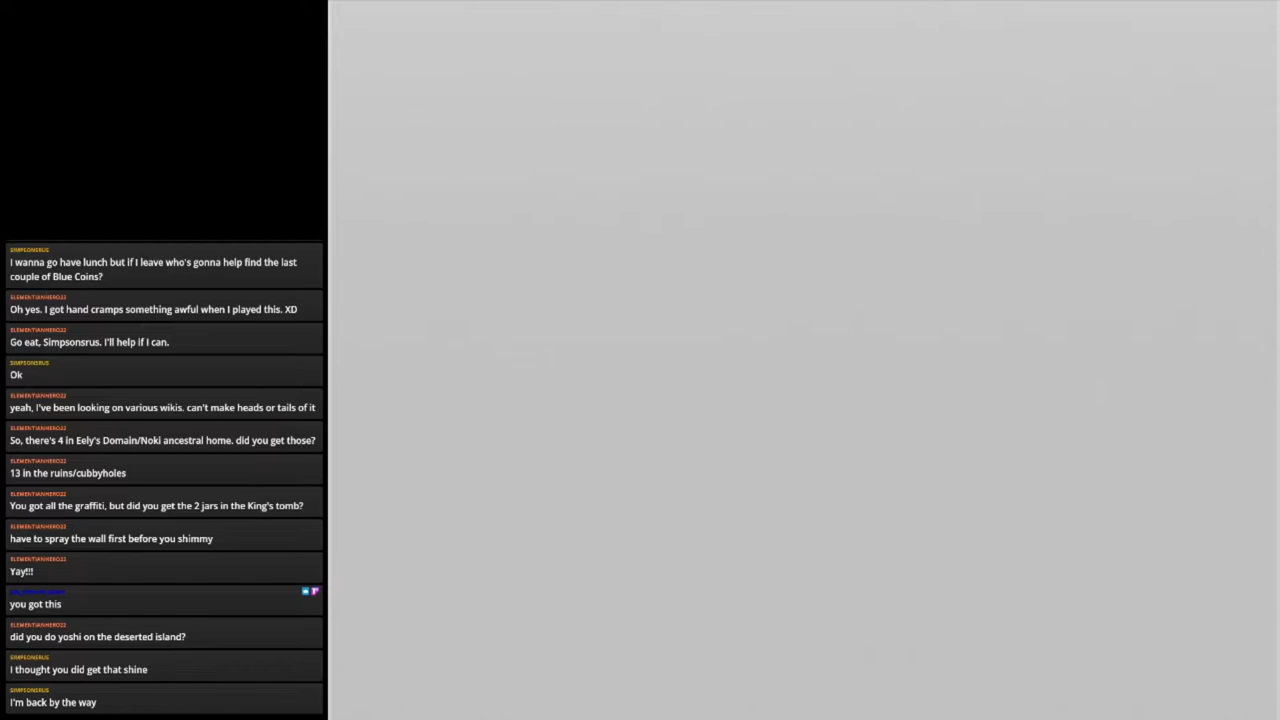 SIMPSONSRUS
I wanna go have lunch but if I leave who's gonna help find the last
couple of Blue Coins?
ELEMENTIANHERO22
Oh yes. I got hand cramps something awful when I played this. XD
ELEMENTIANHERO22
Go eat, Simpsonsrus. I'll help if I can.
SIMPSONSRUS
Ok
ELEMENTIANHERO22
yeah, I've been looking on various wikis. can't make heads or tails of it
ELEMENTIANHERO22
So, there's 4 in Eely's Domain/Noki ancestral home. did you get those?
ELEMENTIANHERO22
13 in the ruins/cubbyholes
ELEMENTIANHERO22
You got all the graffiti, but did you get the 2 jars in the King's tomb?
ELEMENTIANHERO22
have to spray the wall first before you shimmy
ELEMENTIANHERO22
Yay!!!
you got this
ELEMENTIANHERO22
did you do yoshi on the deserted island?
SIMPSONSRUS
I thought you did get that shine
SIMPSONSRUS
I'm back by the way